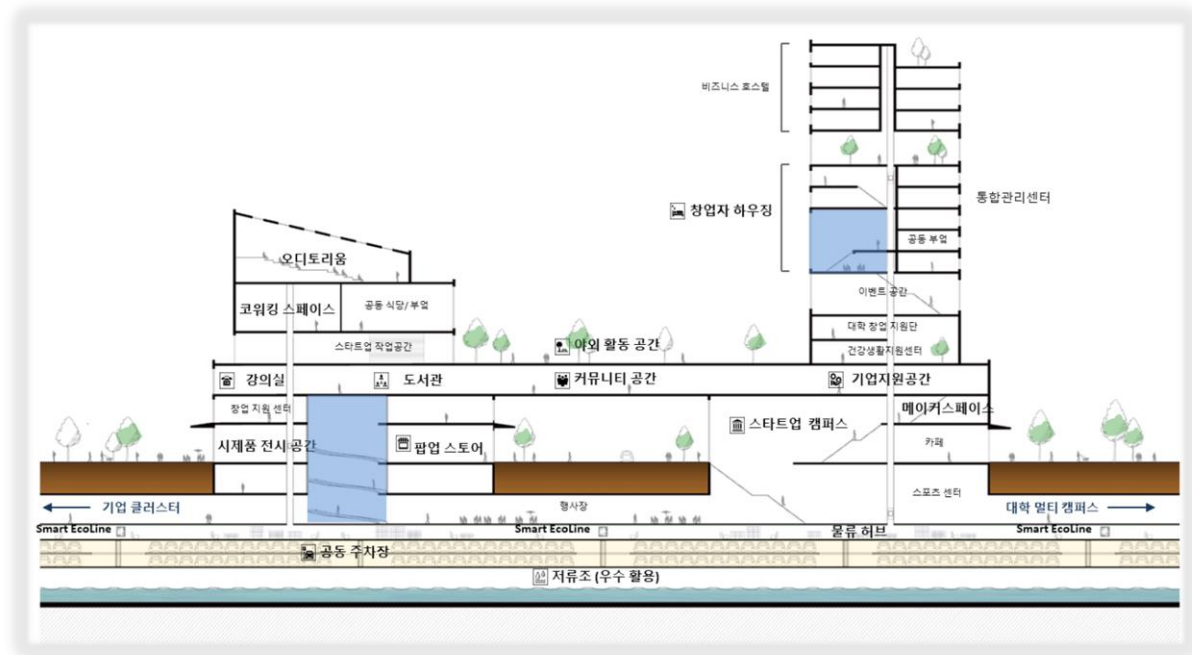 비즈니스 호스텔
창업자 하우징
통합관리센터
공동 부엌
오디토리움
이벤트 공간
코워킹 스페이스
공동 식당/부엌
대학 창업 지원단
스타트업 작업공간
야외 활동 공간
건강생활지원센터
강의실
도서관
커뮤니티 공간
기업지원공간
창업 지원 센터
메이커스페이스
스타트업 캠퍼스
시제품 전시 공간
팝업 스토어
카페
스포츠 센터
기업 클러스터
행사장
대학 멀티 캠퍼스
Smart EcoLine
Smart EcoLine
물류 허브
Smart EcoLine
공동 주차장
저류조 (우수 활용)